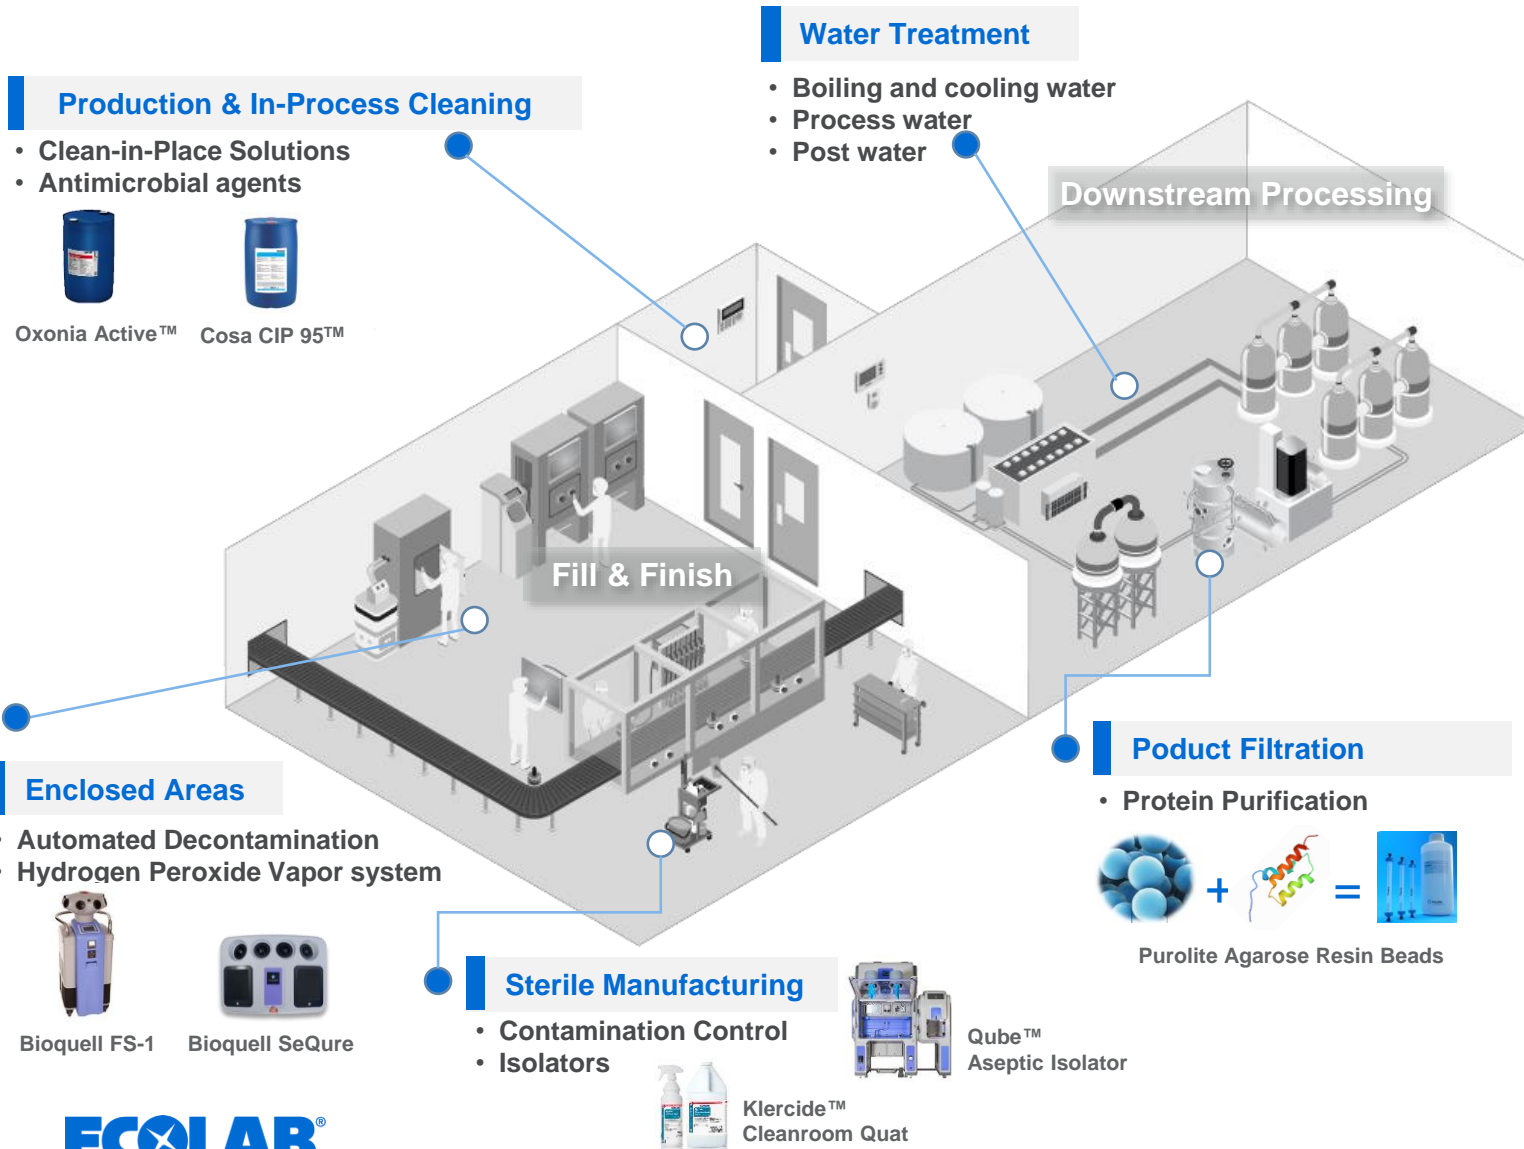 Water Treatment
• Boiling and cooling water
• Process water
• Post water
Production & In-Process Cleaning
• Clean-in-Place Solutions
• Antimicrobial agents
Oxonia Active™
Cosa CIP 95™
Downstream Processing
Fill & Finish
Enclosed Areas
• Automated Decontamination
• Hydrogen Peroxide Vapor system
Bioquell FS-1
Bioquell SeQure
Poduct Filtration
• Protein Purification
+
=
Purolite Agarose Resin Beads
Sterile Manufacturing
• Contamination Control
• Isolators
Qube™
Aseptic Isolator
Klercide™
Cleanroom Quat
ECOLAB®